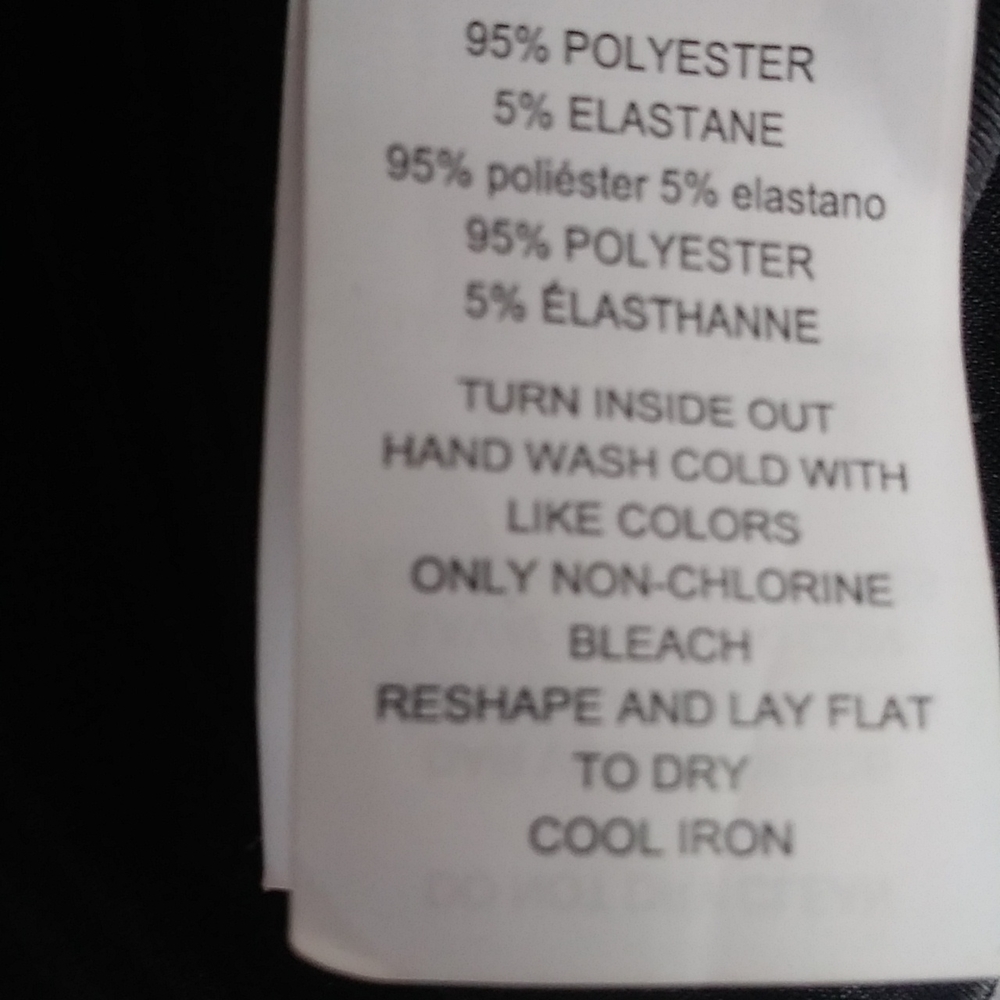 95% POLYESTER
5% ELASTANE
95% poliéster 5% elastano
95% POLYESTER
5% ÉLASTHANNE
TURN INSIDE OUT
HAND WASH COLD WITH
LIKE COLORS
ONLY NON-CHLORINE
BLEACH
RESHAPE AND LAY FLAT
TO DRY
COOL IRON